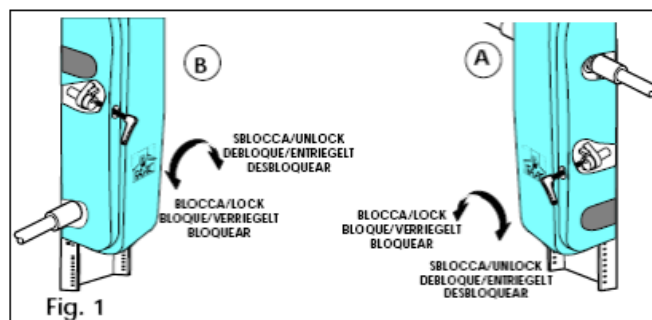 B
A
SBLOCCA/UNLOCK
DEBLOQUE/ENTRIEGELT
DESBLOQUEAR
BLOCCA/LOCK
BLOQUE/VERRIEGELT
BLOQUEAR
BLOCCA/LOCK
BLOQUE/VERRIEGELT
BLOQUEAR
SBLOCCA/UNLOCK
DEBLOQUE/ENTRIEGELT
DESBLOQUEAR
Fig. 1